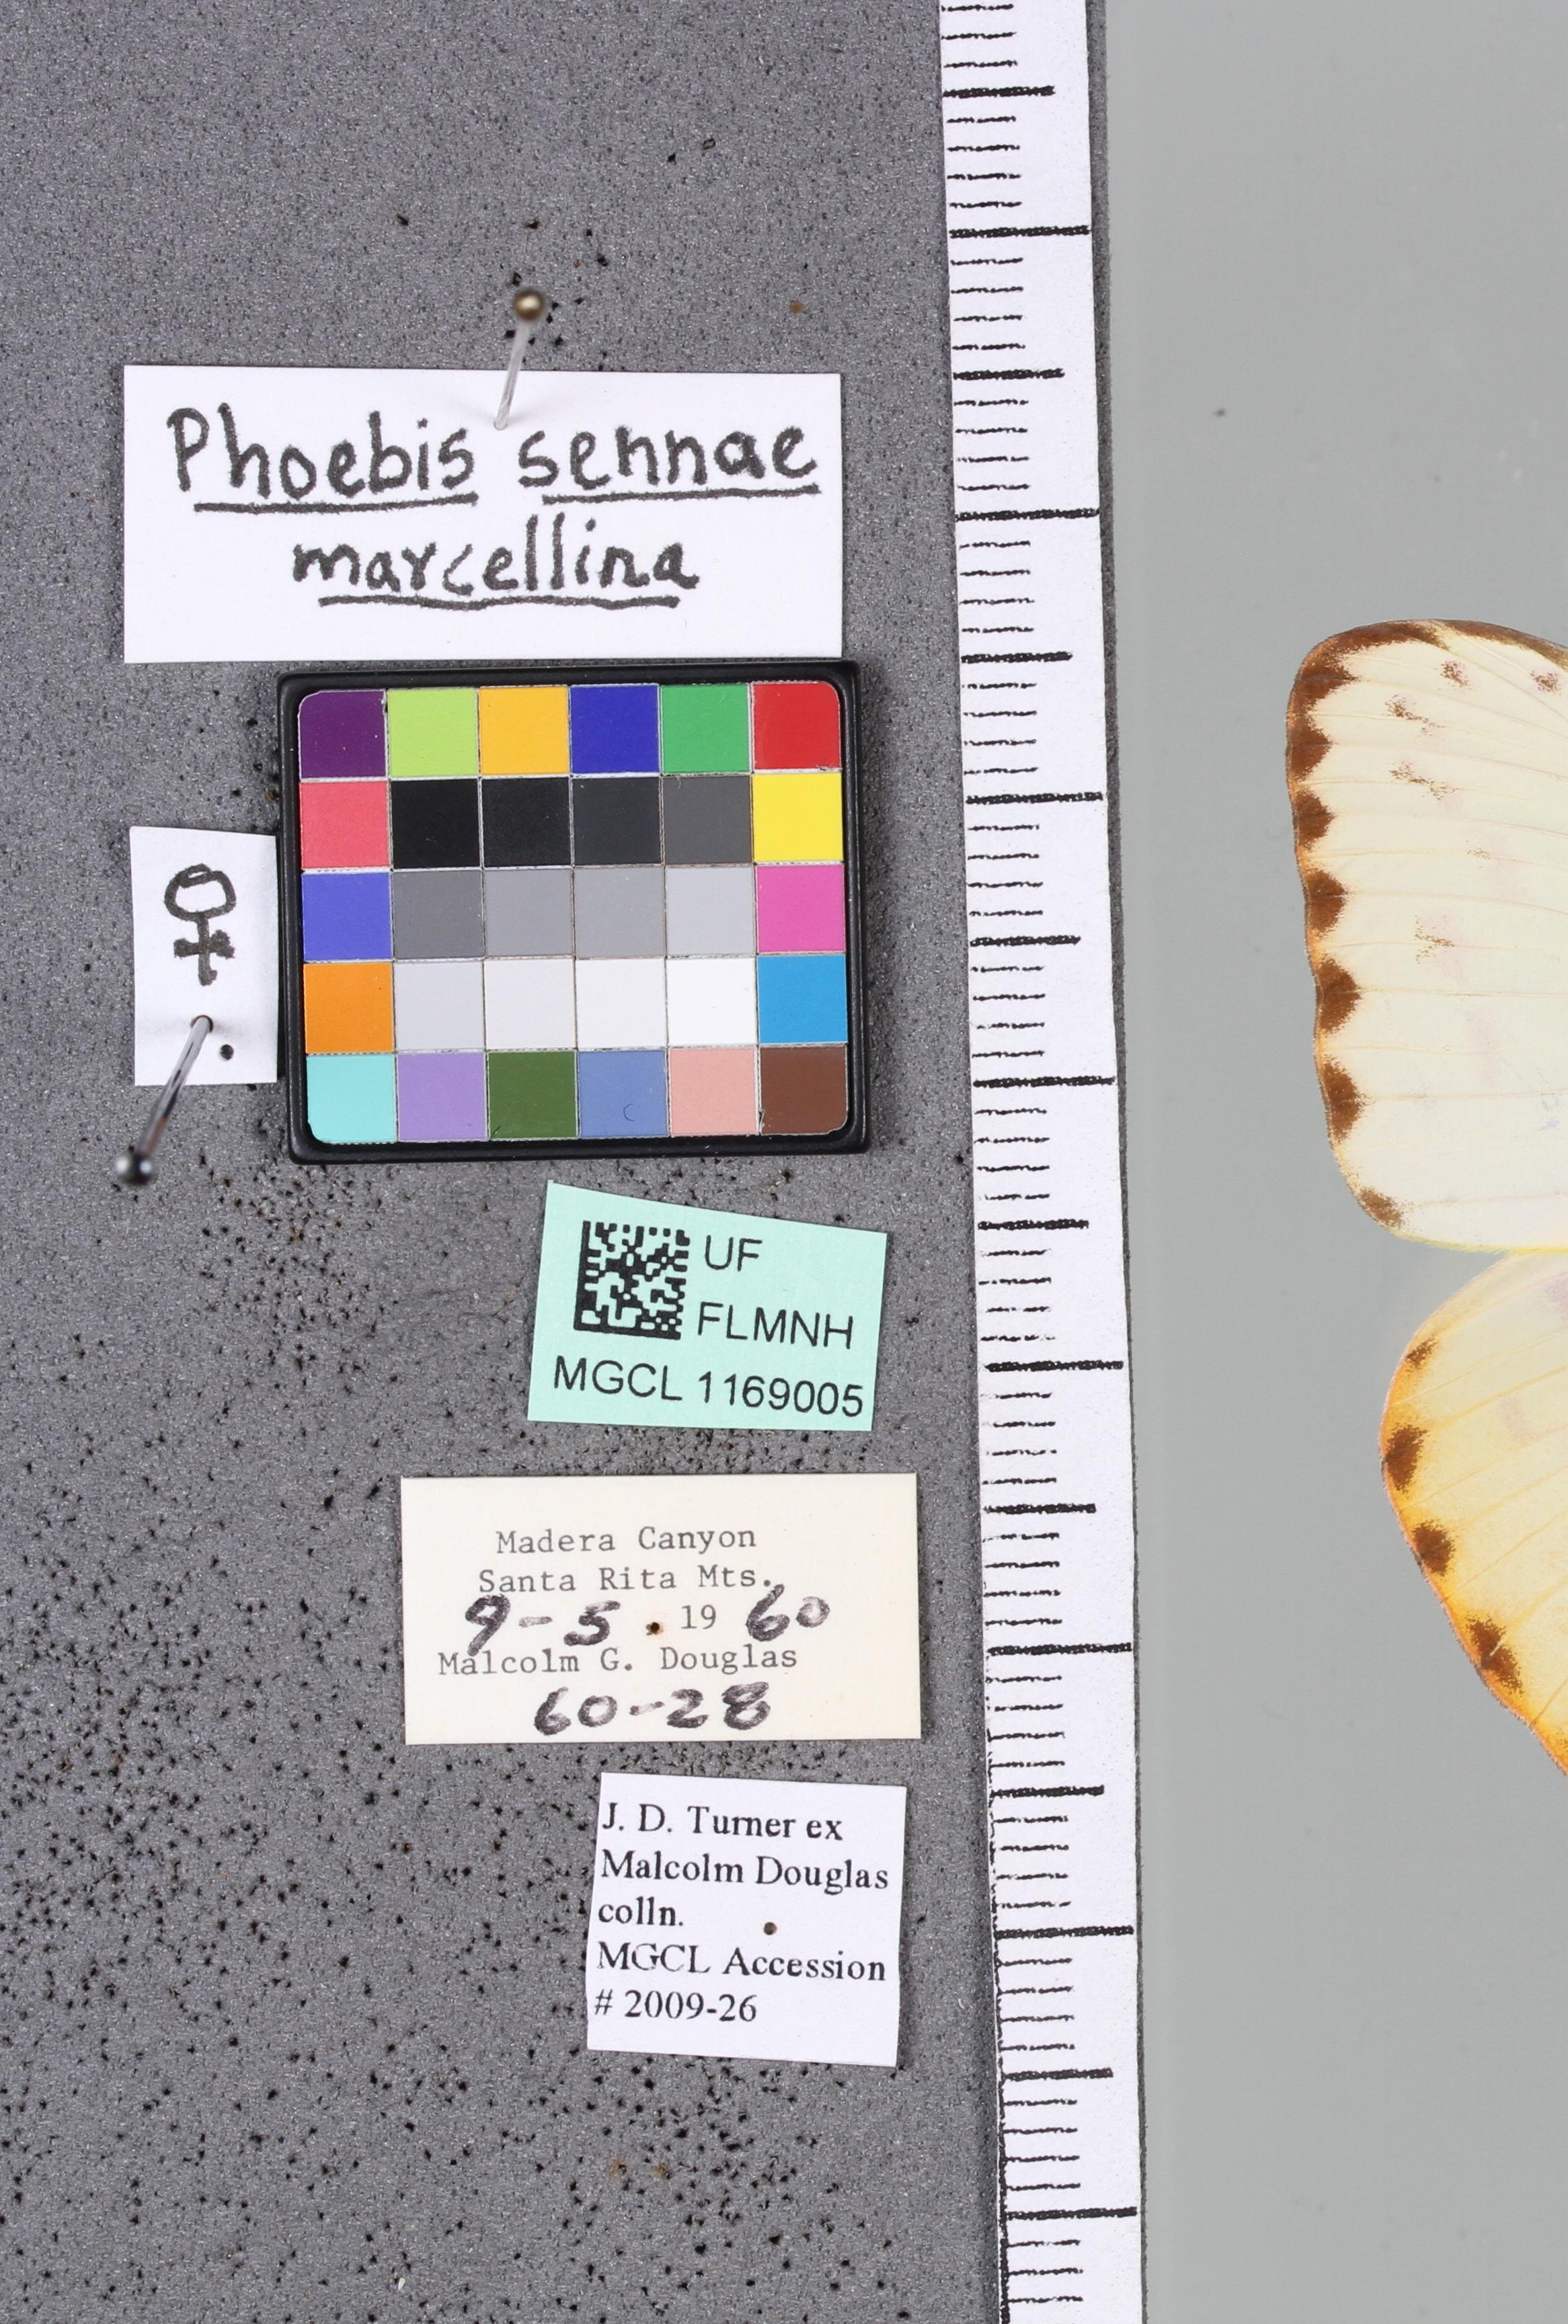 Phoebis sennae
marcellina
♀
UF
FLMNH
MGCL 1169005
Madera Canyon
Santa Rita Mts.
9-5 . 19 60
Malcolm G. Douglas
60-28
J. D. Turner ex
Malcolm Douglas
colln.
MGCL Accession
# 2009-26